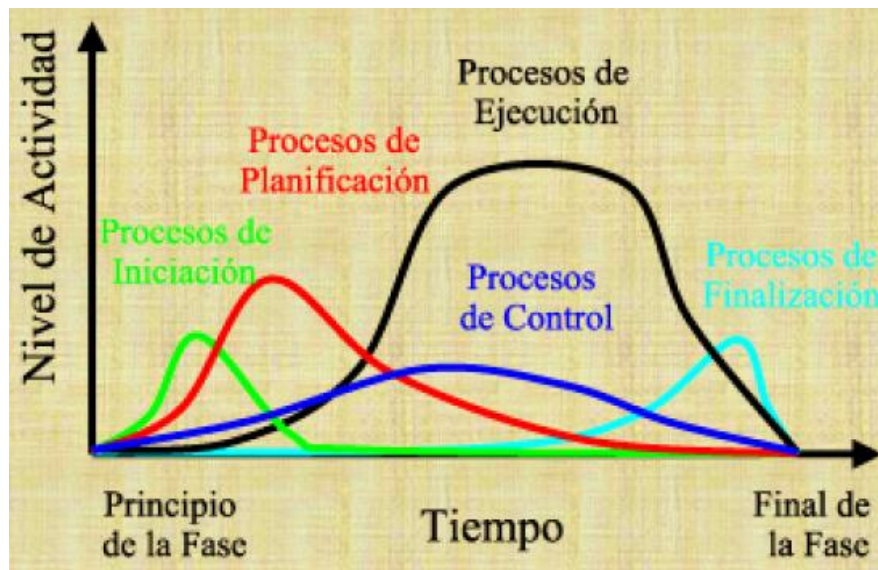 Nivel de Actividad
Procesos de
Ejecución
Procesos de
Planificación
Procesos de
Iniciación
Procesos
de Control
Procesos de
Finalización
Principio
de la Fase
Tiempo
Final de
la Fase